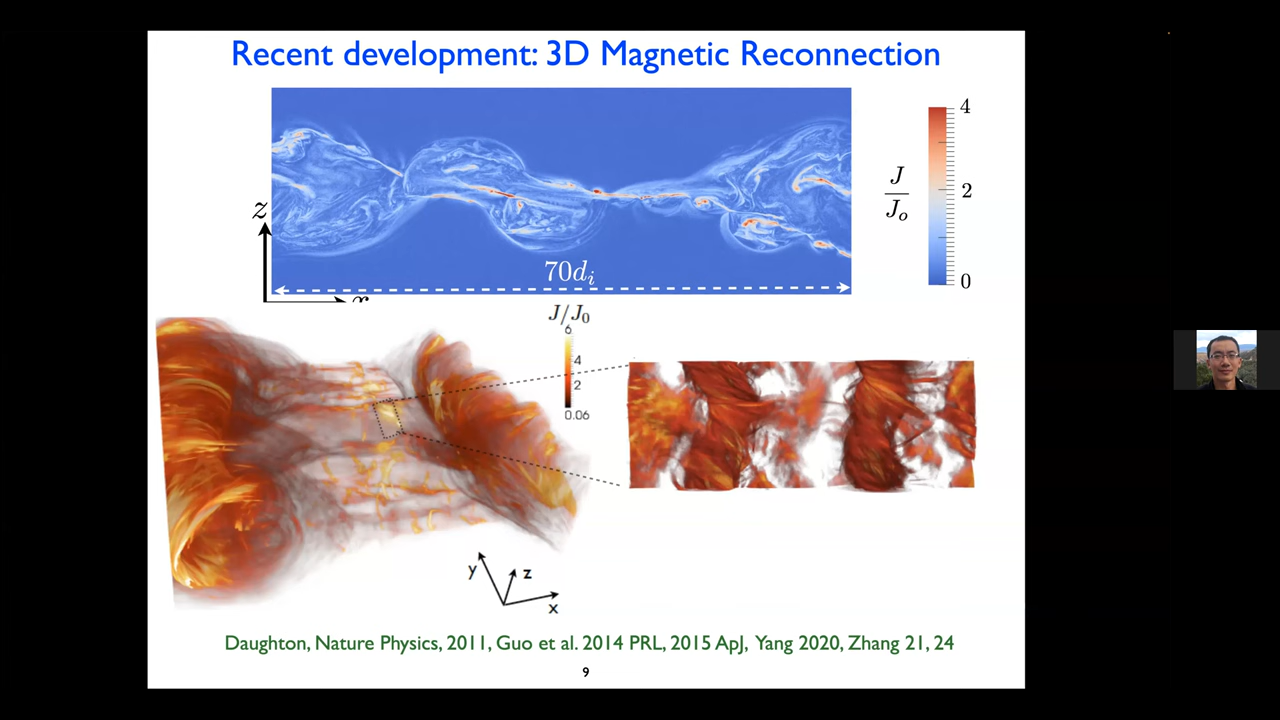 Recent development: 3D Magnetic Reconnection
4
J
J_o
2
0
z
70d_i
x
J/J_0
6
4
2
0.06
y
z
x
Daughton, Nature Physics, 2011, Guo et al. 2014 PRL, 2015 ApJ, Yang 2020, Zhang 21, 24
9